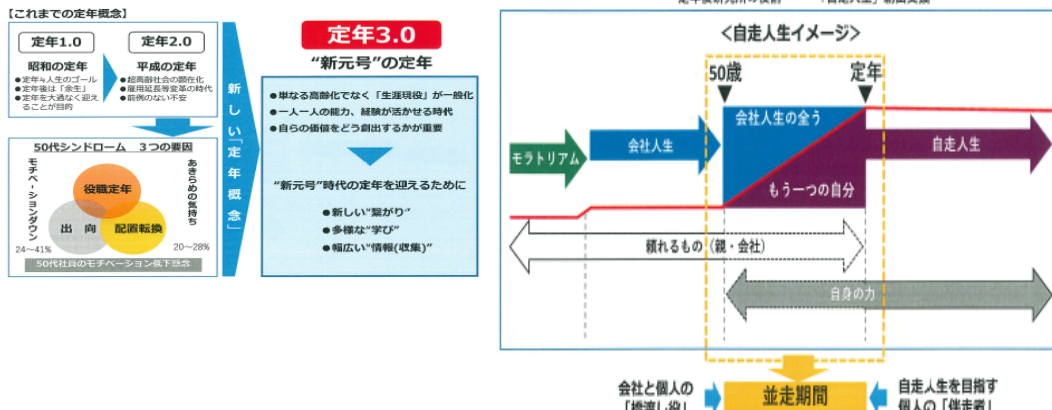 【これまでの定年概念】
定年1.0
昭和の定年
●定年≒人生のゴール
●定年後は「余生」
●定年を大過なく迎え
ることが目的
定年2.0
平成の定年
●超高齢社会の顕在化
●雇用延長等変革の時代
●前例のない不安
50代シンドローム 3つの要因
モチベーションダウン
24~41%
役職定年
出 向
配置転換
あきらめの気持ち
20~28%
50代社員のモチベーション低下懸念
新しい「定年概念」
定年3.0
“新元号”の定年
●単なる高齢化でなく「生涯現役」が一般化
●一人一人の能力、経験が活かせる時代
●自らの価値をどう創出するかが重要
“新元号”時代の定年を迎えるために
●新しい“繋がり”
●多様な“学び”
●幅広い“情報(収集)”
<自走人生イメージ>
50歳
定年
モラトリアム
会社人生
会社人生の全う
もう一つの自分
自走人生
頼れるもの(親・会社)
自身の力
会社と個人の
「橋渡し役」
並走期間
自走人生を目指す
個人の「伴走者」